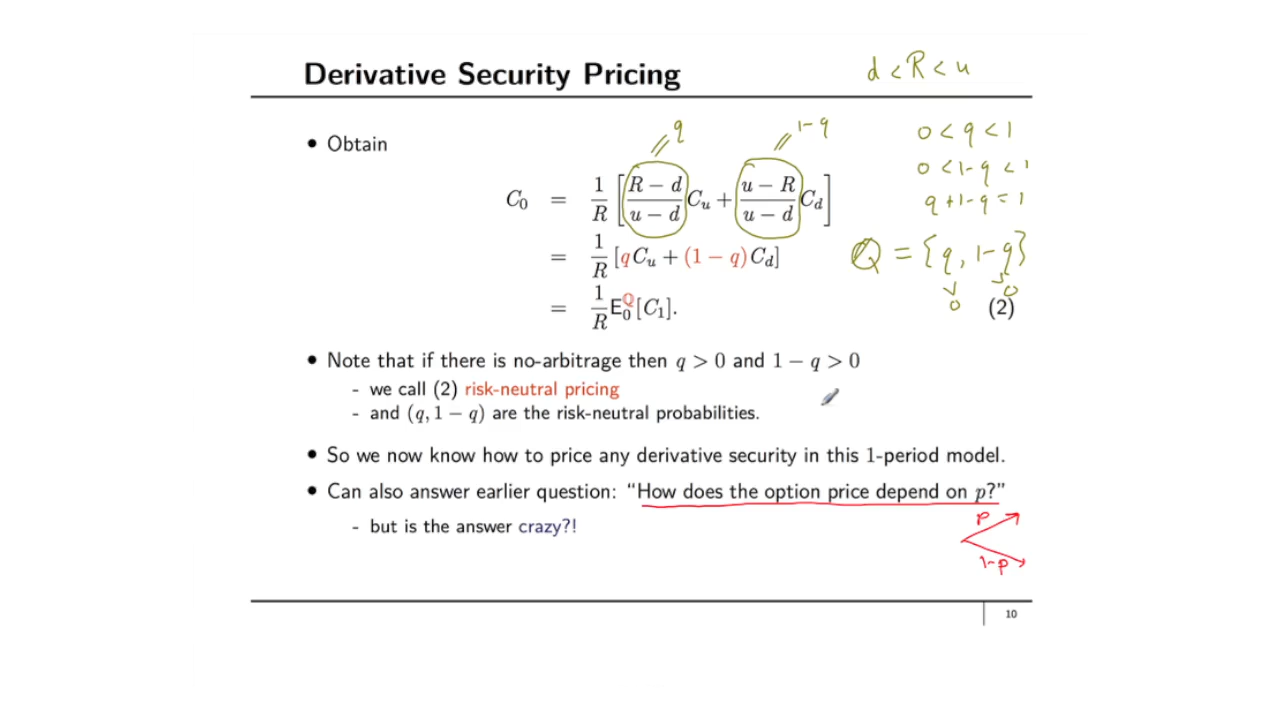 Derivative Security Pricing
d < R < u
• Obtain
q
1-q
0 < q < 1
0 < 1-q < 1
q + 1-q = 1
C₀ = 1/R [ (R − d)/(u − d) Cᵤ + (u − R)/(u − d) C_d ]
= 1/R [qCᵤ + (1 − q)C_d]
Q = {q, 1-q}
v v
o o
= 1/R E₀^Q[C₁]. (2)
• Note that if there is no-arbitrage then q > 0 and 1 − q > 0
- we call (2) risk-neutral pricing
- and (q, 1 − q) are the risk-neutral probabilities.
• So we now know how to price any derivative security in this 1-period model.
• Can also answer earlier question: “How does the option price depend on p?”
p
- but is the answer crazy?!
1-p
10